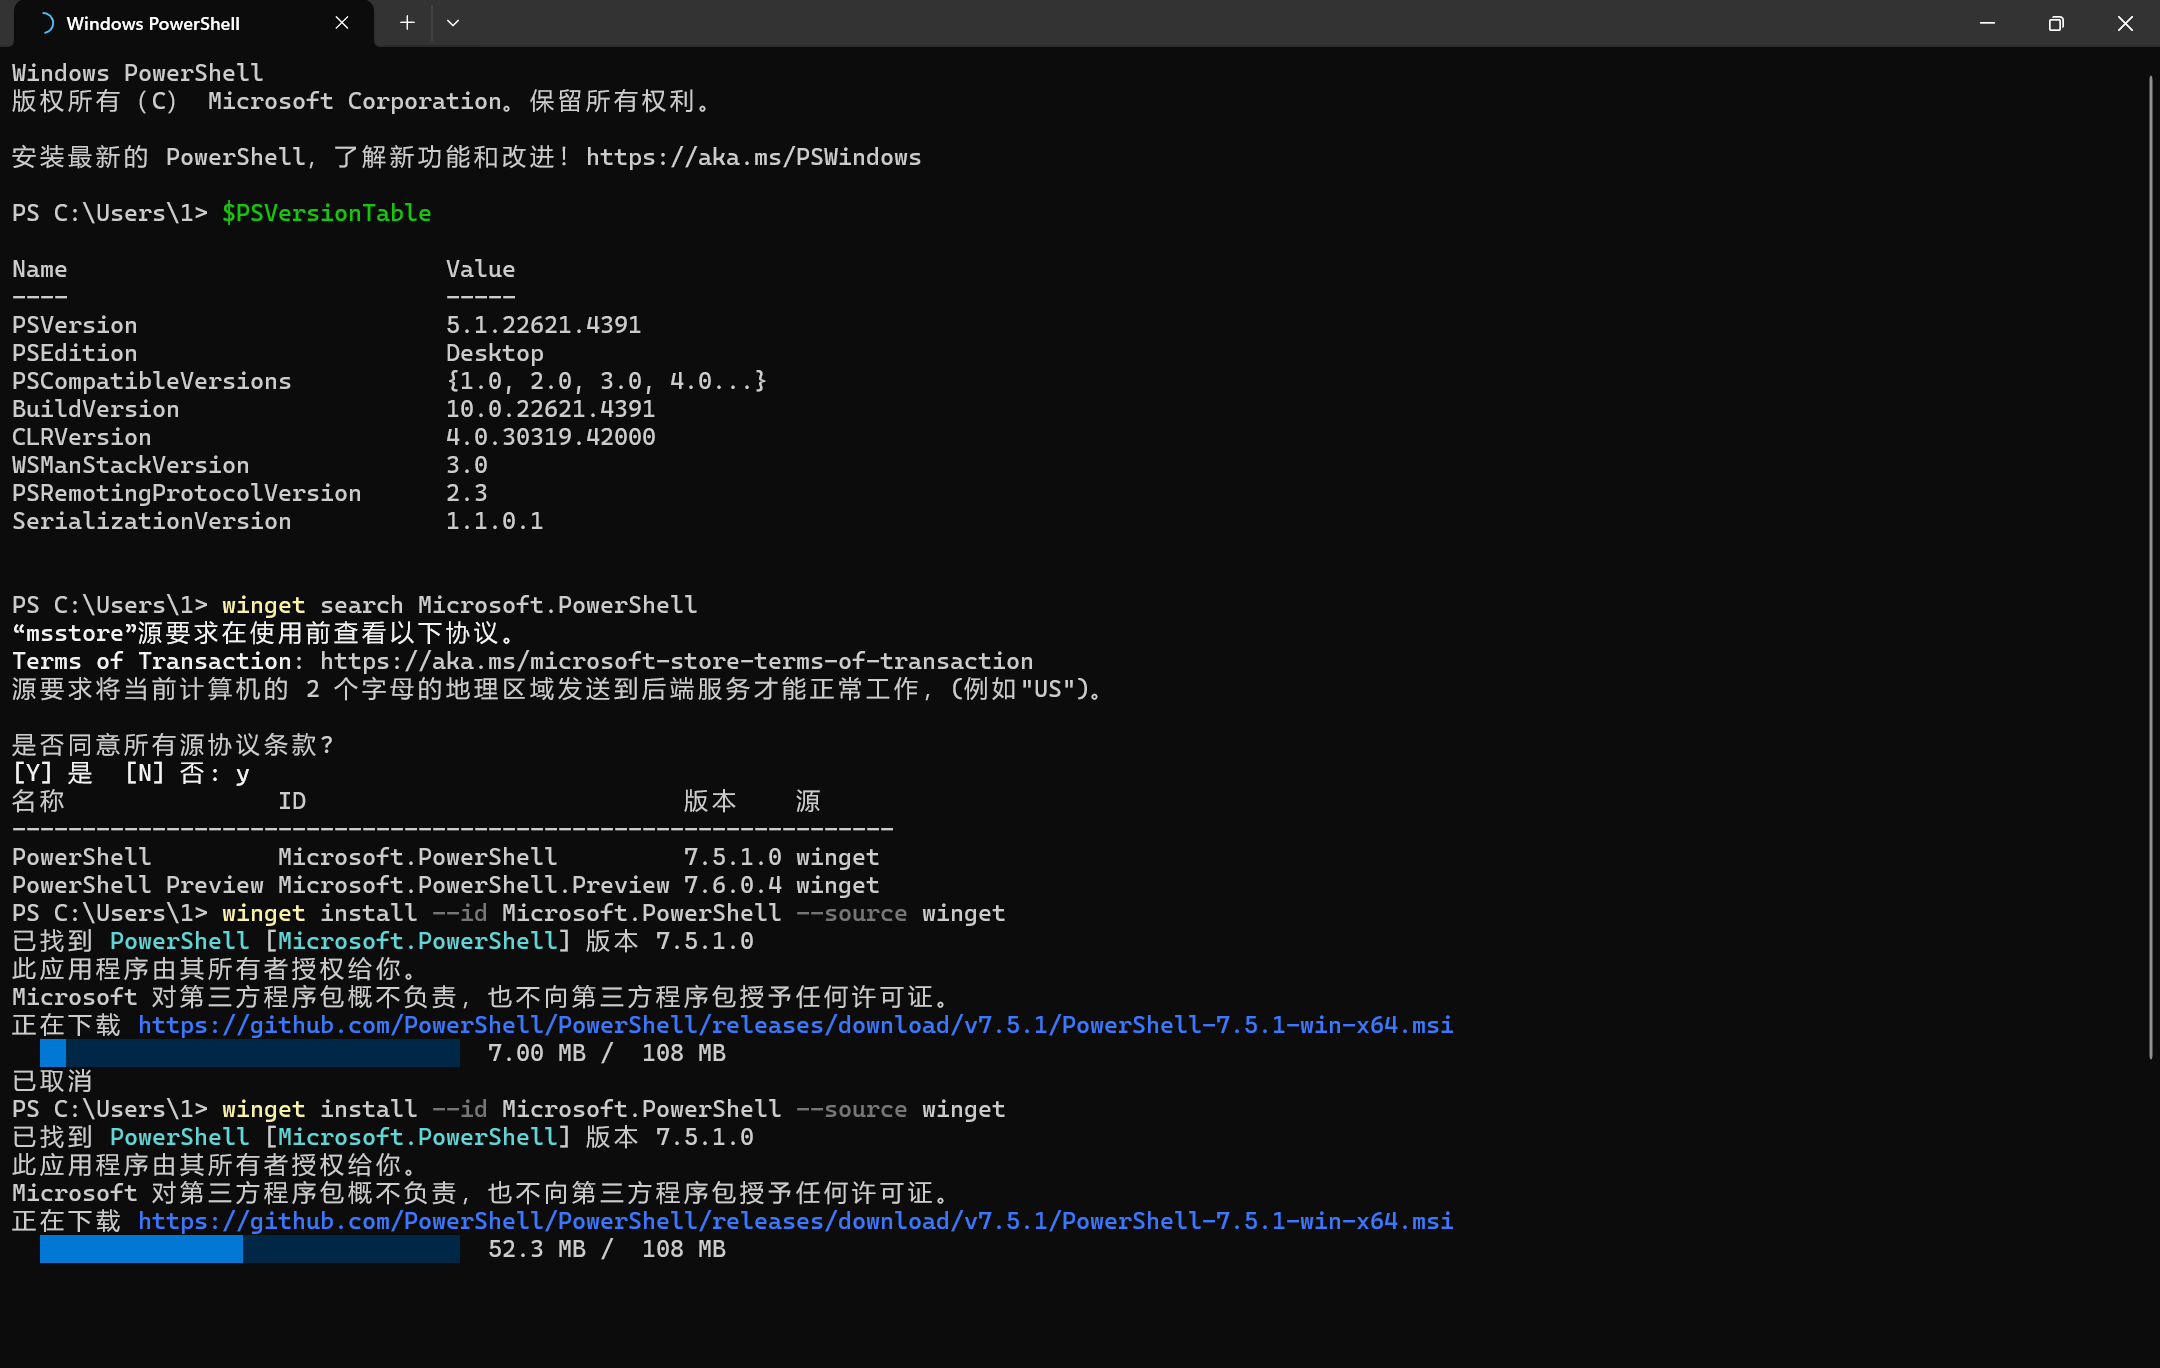 Windows PowerShell
Windows PowerShell
版权所有（C） Microsoft Corporation。保留所有权利。
安装最新的 PowerShell，了解新功能和改进！https://aka.ms/PSWindows
PS C:\Users\1> $PSVersionTable
Name                           Value
----                           -----
PSVersion                      5.1.22621.4391
PSEdition                      Desktop
PSCompatibleVersions           {1.0, 2.0, 3.0, 4.0...}
BuildVersion                   10.0.22621.4391
CLRVersion                     4.0.30319.42000
WSManStackVersion              3.0
PSRemotingProtocolVersion      2.3
SerializationVersion           1.1.0.1
PS C:\Users\1> winget search Microsoft.PowerShell
“msstore”源要求在使用前查看以下协议。
Terms of Transaction: https://aka.ms/microsoft-store-terms-of-transaction
源要求将当前计算机的 2 个字母的地理区域发送到后端服务才能正常工作，(例如"US")。
是否同意所有源协议条款?
[Y] 是  [N] 否: y
名称               ID                           版本    源
---------------------------------------------------------------
PowerShell         Microsoft.PowerShell         7.5.1.0 winget
PowerShell Preview Microsoft.PowerShell.Preview 7.6.0.4 winget
PS C:\Users\1> winget install --id Microsoft.PowerShell --source winget
已找到 PowerShell [Microsoft.PowerShell] 版本 7.5.1.0
此应用程序由其所有者授权给你。
Microsoft 对第三方程序包概不负责，也不向第三方程序包授予任何许可证。
正在下载 https://github.com/PowerShell/PowerShell/releases/download/v7.5.1/PowerShell-7.5.1-win-x64.msi
7.00 MB /  108 MB
已取消
PS C:\Users\1> winget install --id Microsoft.PowerShell --source winget
已找到 PowerShell [Microsoft.PowerShell] 版本 7.5.1.0
此应用程序由其所有者授权给你。
Microsoft 对第三方程序包概不负责，也不向第三方程序包授予任何许可证。
正在下载 https://github.com/PowerShell/PowerShell/releases/download/v7.5.1/PowerShell-7.5.1-win-x64.msi
52.3 MB /  108 MB